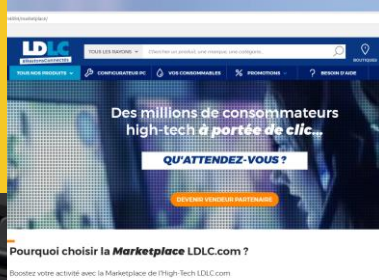 /marketplace/
LDLC
TOUS LES RAYONS
Chercher un produit, une marque, une catégorie...
BOUTIQUES
TOUS NOS PRODUITS
CONFIGURATEUR PC
VOS CONSOMMABLES
% PROMOTIONS
? BESOIN D'AIDE
Des millions de consommateurs
high-tech à portée de clic...
QU'ATTENDEZ-VOUS ?
DEVENIR VENDEUR PARTENAIRE
Pourquoi choisir la Marketplace LDLC.com ?
Boostez votre activité avec la Marketplace de l'High-Tech LDLC.com